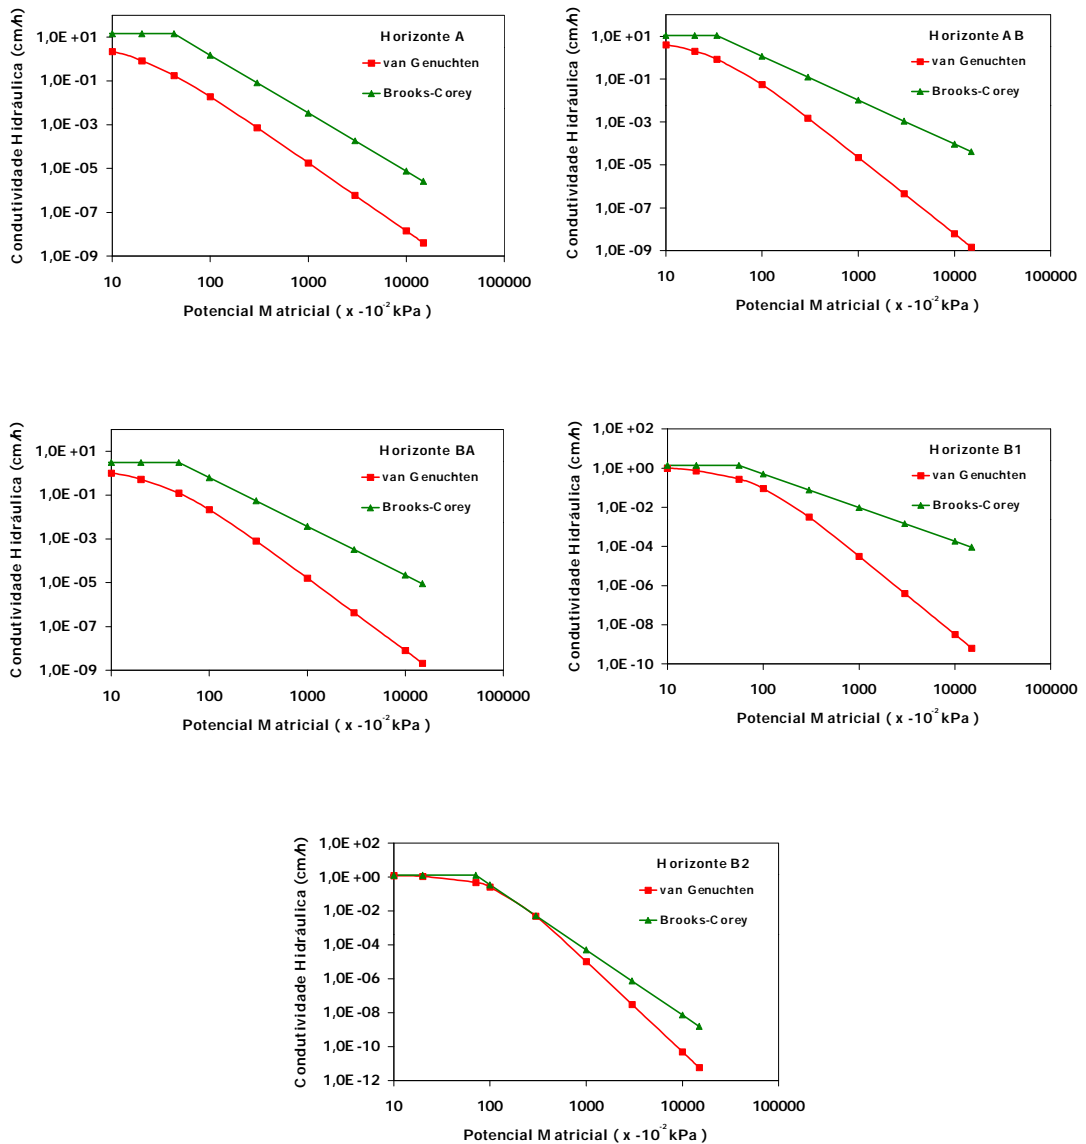 Condutividade Hidráulica (cm/h)
1,0E +01
1,0E -01
1,0E -03
1,0E -05
1,0E -07
1,0E -09
10
100
1000
10000
100000
Potencial Matricial ( x -10⁻² kPa )
Horizonte A
van Genuchten
Brooks-Corey
Condutividade Hidráulica (cm/h)
1,0E +01
1,0E -01
1,0E -03
1,0E -05
1,0E -07
1,0E -09
10
100
1000
10000
100000
Potencial Matricial ( x -10⁻² kPa )
Horizonte AB
van Genuchten
Brooks-Corey
Condutividade Hidráulica (cm/h)
1,0E +01
1,0E -01
1,0E -03
1,0E -05
1,0E -07
1,0E -09
10
100
1000
10000
100000
Potencial Matricial ( x -10⁻² kPa )
Horizonte BA
van Genuchten
Brooks-Corey
Condutividade Hidráulica (cm/h)
1,0E +02
1,0E +00
1,0E -02
1,0E -04
1,0E -06
1,0E -08
1,0E -10
10
100
1000
10000
100000
Potencial Matricial ( x -10⁻² kPa )
Horizonte B1
van Genuchten
Brooks-Corey
Condutividade Hidráulica (cm/h)
1,0E +02
1,0E +00
1,0E -02
1,0E -04
1,0E -06
1,0E -08
1,0E -10
1,0E -12
10
100
1000
10000
100000
Potencial Matricial ( x -10⁻² kPa )
Horizonte B2
van Genuchten
Brooks-Corey